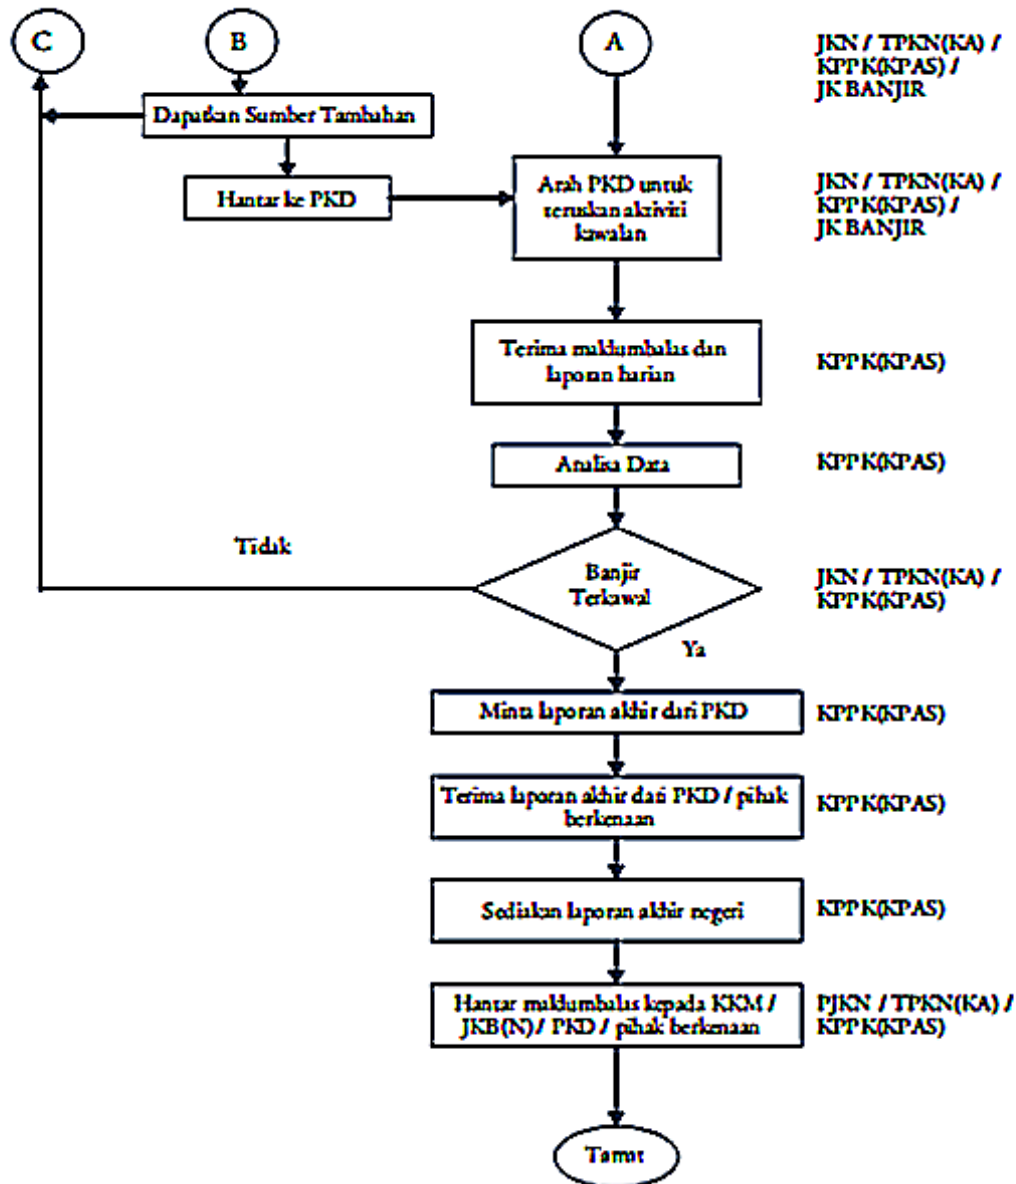 C
B
A
JKN / TPKN(KA) /
KPPK(KPAS) /
JK BANJIR
Dapatkan Sumber Tambahan
Hantar ke PKD
Arah PKD untuk
teruskan aktiviti
kawalan
JKN / TPKN(KA) /
KPPK(KPAS) /
JK BANJIR
Terima maklumbalas dan
laporan harian
KPPK(KPAS)
Analisa Data
KPPK(KPAS)
Tidak
Banjir
Terkawal
JKN / TPKN(KA) /
KPPK(KPAS)
Ya
Minta laporan akhir dari PKD
KPPK(KPAS)
Terima laporan akhir dari PKD / pihak
berkenaan
KPPK(KPAS)
Sediakan laporan akhir negeri
KPPK(KPAS)
Hantar maklumbalas kepada KKM /
JKB(N) / PKD / pihak berkenaan
PJKN / TPKN(KA) /
KPPK(KPAS)
Tamat